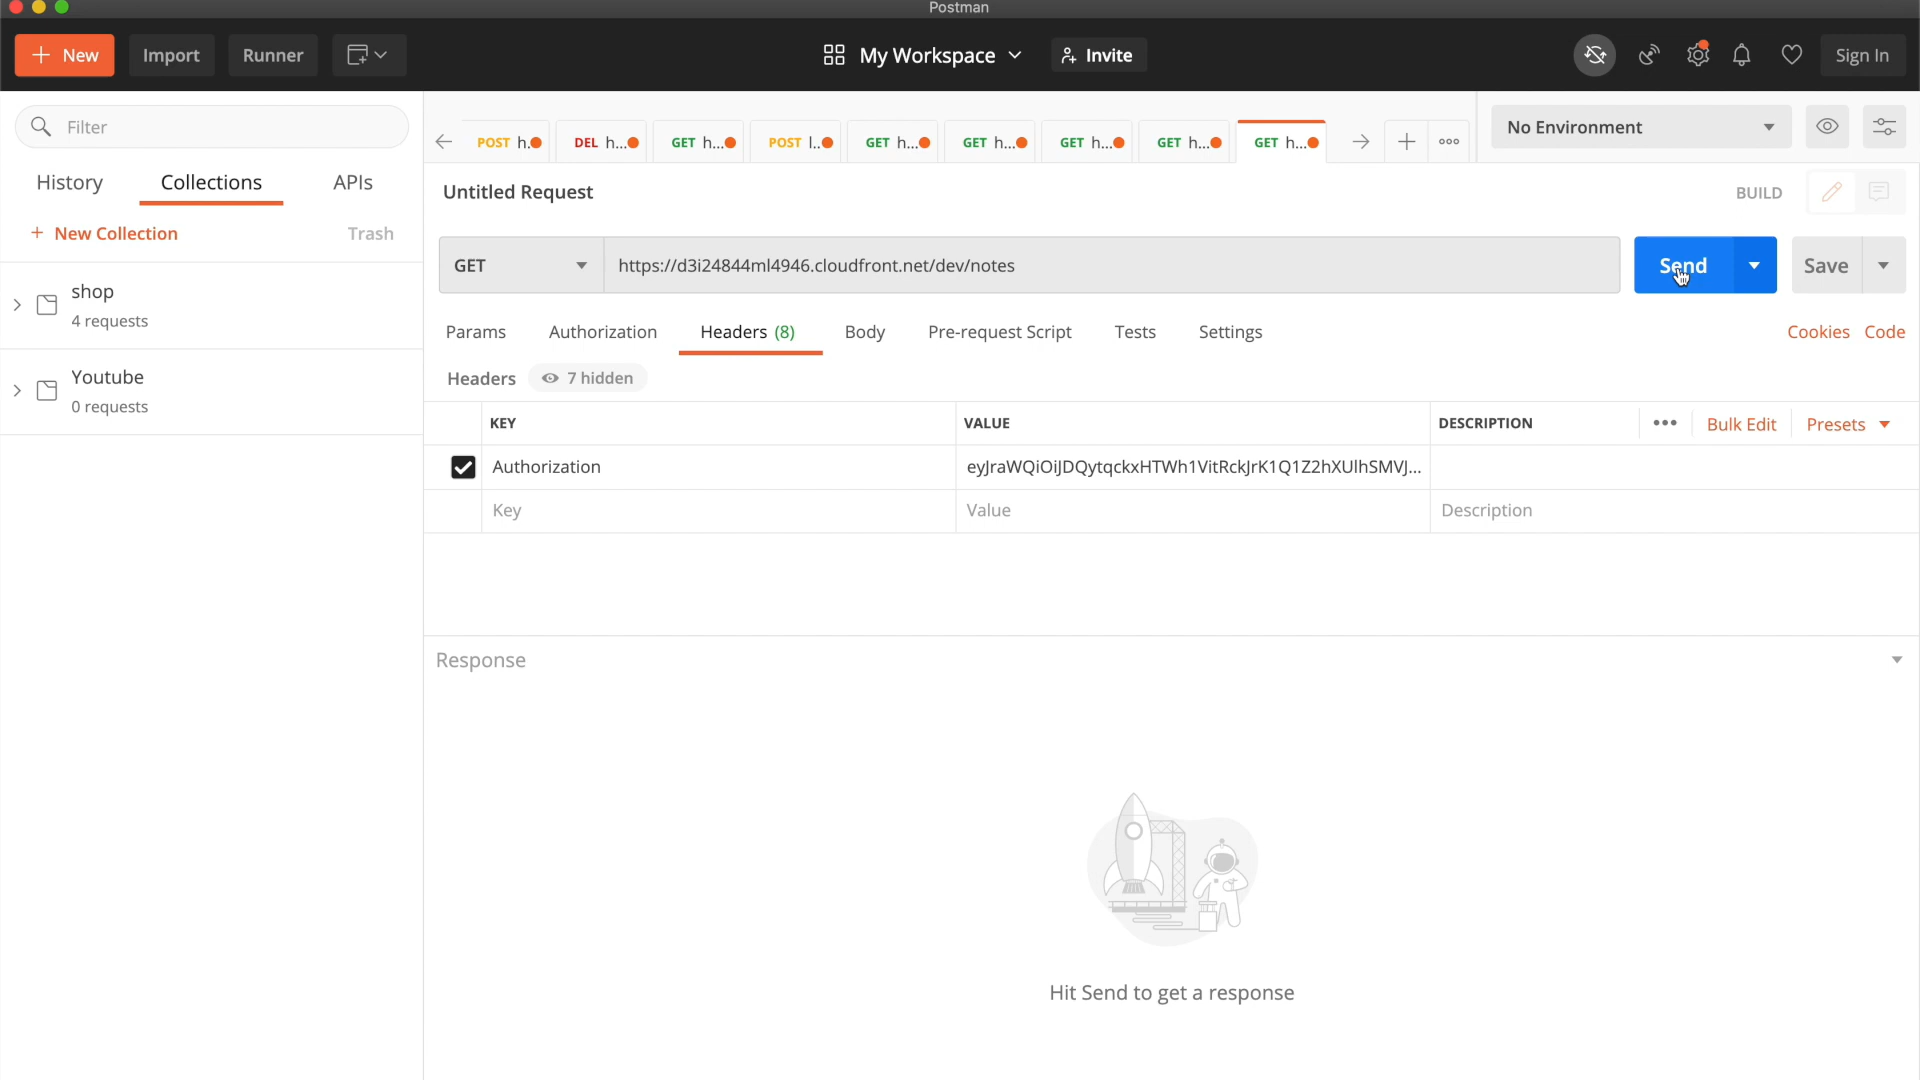 Postman
New Import Runner My Workspace Invite Sign In
Filter
POST h. DEL h... GET h... POST l.. GET h... GET h... GET h... GET h... GET h...
No Environment
History Collections APIs
Untitled Request BUILD
+ New Collection Trash
GET https://d3i24844ml4946.cloudfront.net/dev/notes Send Save
shop
4 requests
Params Authorization Headers (8) Body Pre-request Script Tests Settings Cookies Code
Youtube
0 requests
Headers 7 hidden
KEY VALUE DESCRIPTION ••• Bulk Edit Presets
Authorization
Key Value Description
Response
Hit Send to get a response